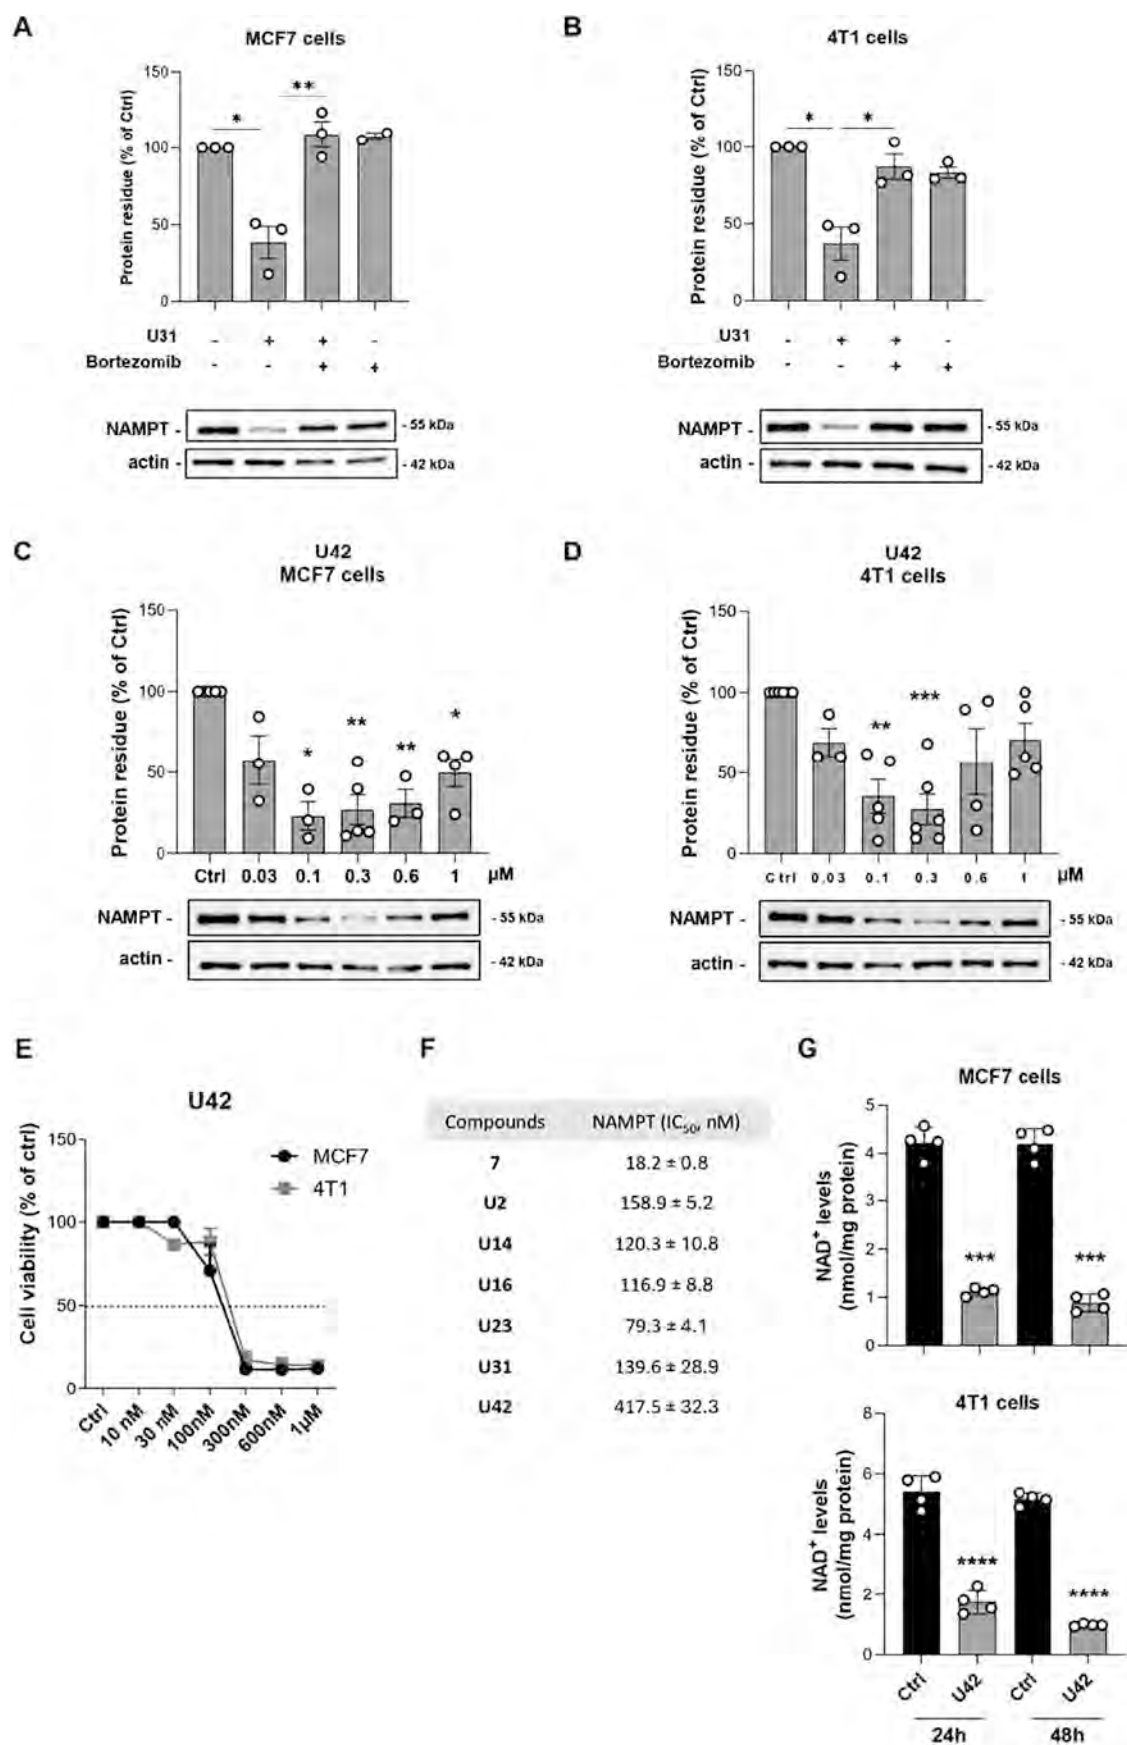 A
MCF7 cells
Protein residue (% of Ctrl)
150
100
50
0
*
**
U31 - + + -
Bortezomib - - + +
NAMPT - - 55 kDa
actin - - 42 kDa
B
4T1 cells
Protein residue (% of Ctrl)
150
100
50
0
*
*
U31 - + + -
Bortezomib - - + +
NAMPT - - 55 kDa
actin - - 42 kDa
C
U42
MCF7 cells
Protein residue (% of Ctrl)
150
100
50
0
*
**
**
*
Ctrl 0.03 0.1 0.3 0.6 1 µM
NAMPT - - 55 kDa
actin - - 42 kDa
D
U42
4T1 cells
Protein residue (% of Ctrl)
150
100
50
0
**
***
Ctrl 0.03 0.1 0.3 0.6 1 µM
NAMPT - - 55 kDa
actin - - 42 kDa
E
U42
Cell viability (% of ctrl)
150
100
50
0
MCF7
4T1
Ctrl 10 nM 30 nM 100nM 300nM 600nM 1µM
F
Compounds NAMPT (IC₅₀, nM)
7 18.2 ± 0.8
U2 158.9 ± 5.2
U14 120.3 ± 10.8
U16 116.9 ± 8.8
U23 79.3 ± 4.1
U31 139.6 ± 28.9
U42 417.5 ± 32.3
G
MCF7 cells
NAD⁺ levels
(nmol/mg protein)
5
4
3
2
1
0
***
***
4T1 cells
NAD⁺ levels
(nmol/mg protein)
8
6
4
2
0
****
****
Ctrl U42 Ctrl U42
24h 48h